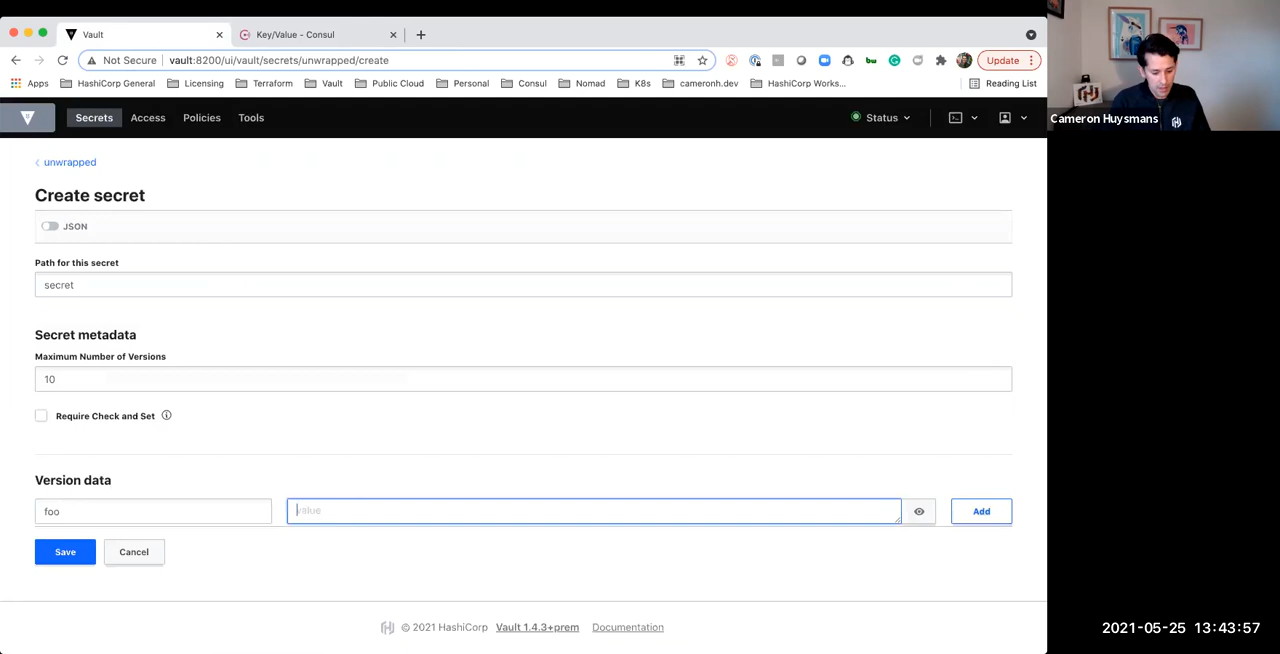 Vault
Key/Value - Consul
Not Secure
vault:8200/ui/vault/secrets/unwrapped/create
Update
Apps
HashiCorp General
Licensing
Terraform
Vault
Public Cloud
Personal
Consul
Nomad
K8s
cameronh.dev
HashiCorp Works...
Reading List
Secrets
Access
Policies
Tools
Status
Cameron Huysmans
unwrapped
Create secret
JSON
Path for this secret
secret
Secret metadata
Maximum Number of Versions
10
Require Check and Set
Version data
foo
value
Add
Save
Cancel
© 2021 HashiCorp
Vault 1.4.3+prem
Documentation
2021-05-25 13:43:57